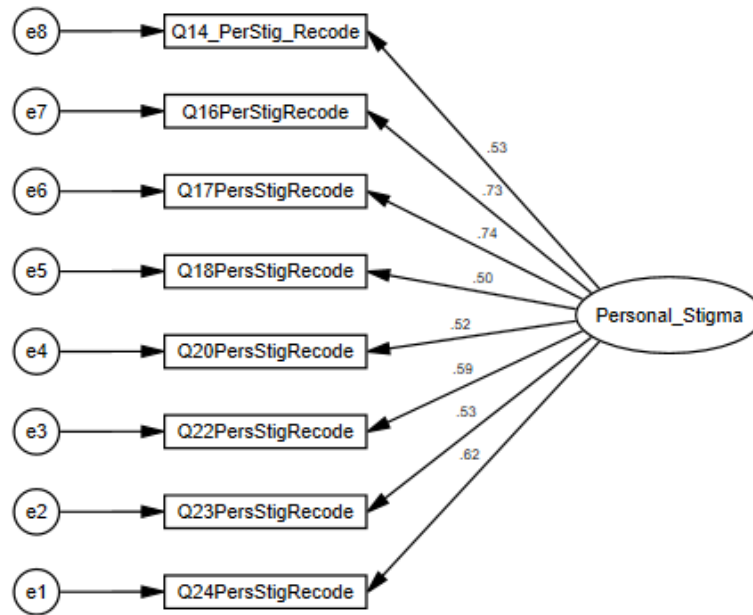 e8 Q14_PerStig_Recode
e7 Q16PerStigRecode
.53
.73
e6 Q17PersStigRecode
.74
e5 Q18PersStigRecode
.50
Personal_Stigma
.52
e4 Q20PersStigRecode
.59
.53
e3 Q22PersStigRecode
.62
e2 Q23PersStigRecode
e1 Q24PersStigRecode